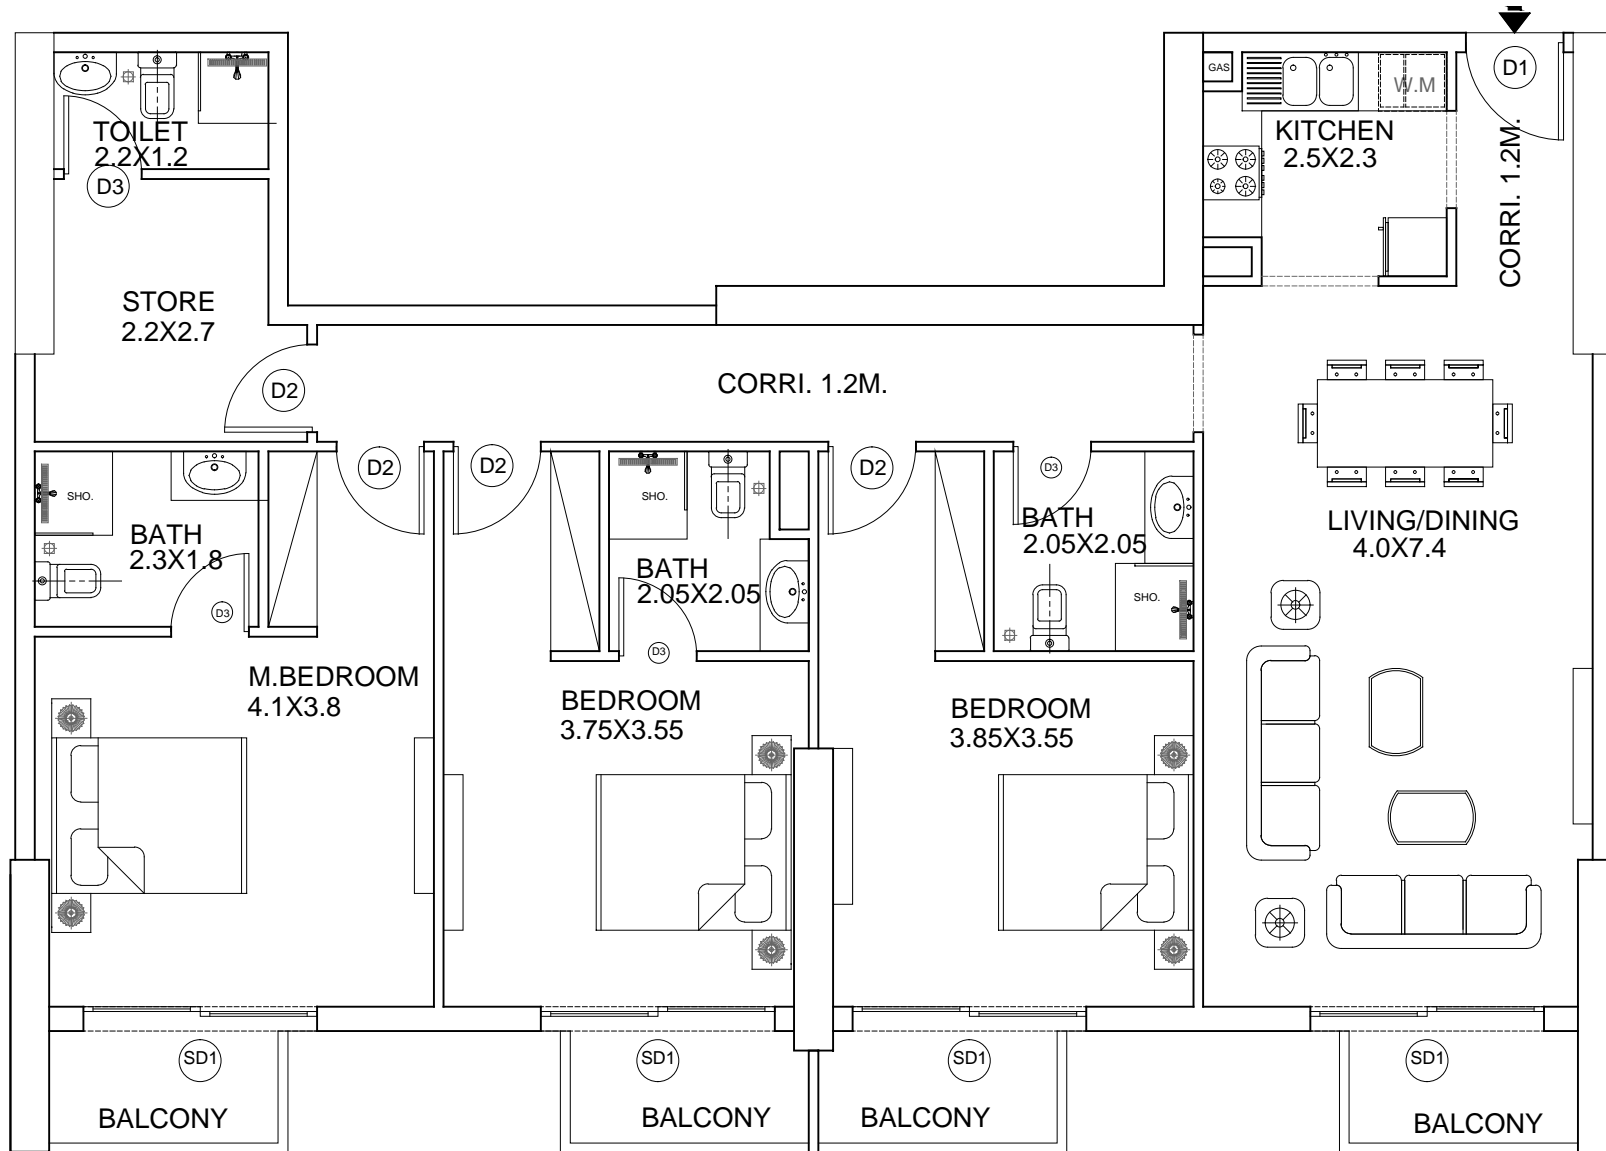 GAS
W.M
D1
TOILET
2.2X1.2
D3
KITCHEN
2.5X2.3
CORRI. 1.2M.
STORE
2.2X2.7
D2
CORRI. 1.2M.
D2
D2
D2
D3
SHO.
SHO.
BATH
2.3X1.8
D3
BATH
2.05X2.05
D3
BATH
2.05X2.05
SHO.
LIVING/DINING
4.0X7.4
M.BEDROOM
4.1X3.8
BEDROOM
3.75X3.55
BEDROOM
3.85X3.55
SD1
SD1
SD1
SD1
BALCONY
BALCONY
BALCONY
BALCONY